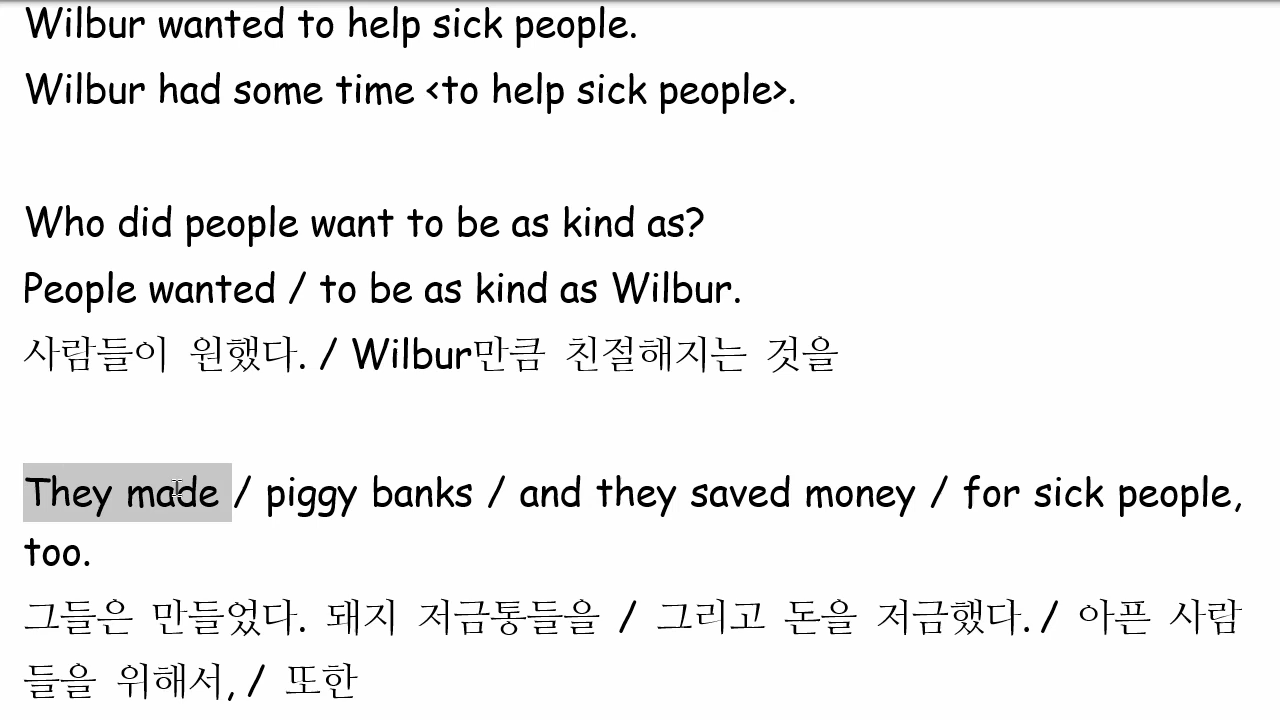 Wilbur wanted to help sick people.
Wilbur had some time <to help sick people>.
Who did people want to be as kind as?
People wanted / to be as kind as Wilbur.
사람들이 원했다. / Wilbur만큼 친절해지는 것을
They made / piggy banks / and they saved money / for sick people,
too.
그들은 만들었다. 돼지 저금통들을 / 그리고 돈을 저금했다. / 아픈 사람
들을 위해서, / 또한